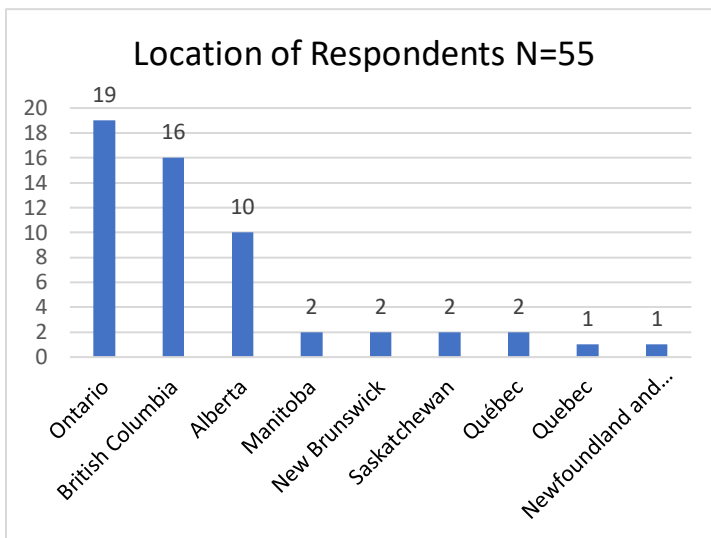 Location of Respondents N=55
19
16
10
2
2
2
2
1
1
20
18
16
14
12
10
8
6
4
2
0
Ontario
British Columbia
Alberta
Manitoba
New Brunswick
Saskatchewan
Québec
Quebec
Newfoundland and...